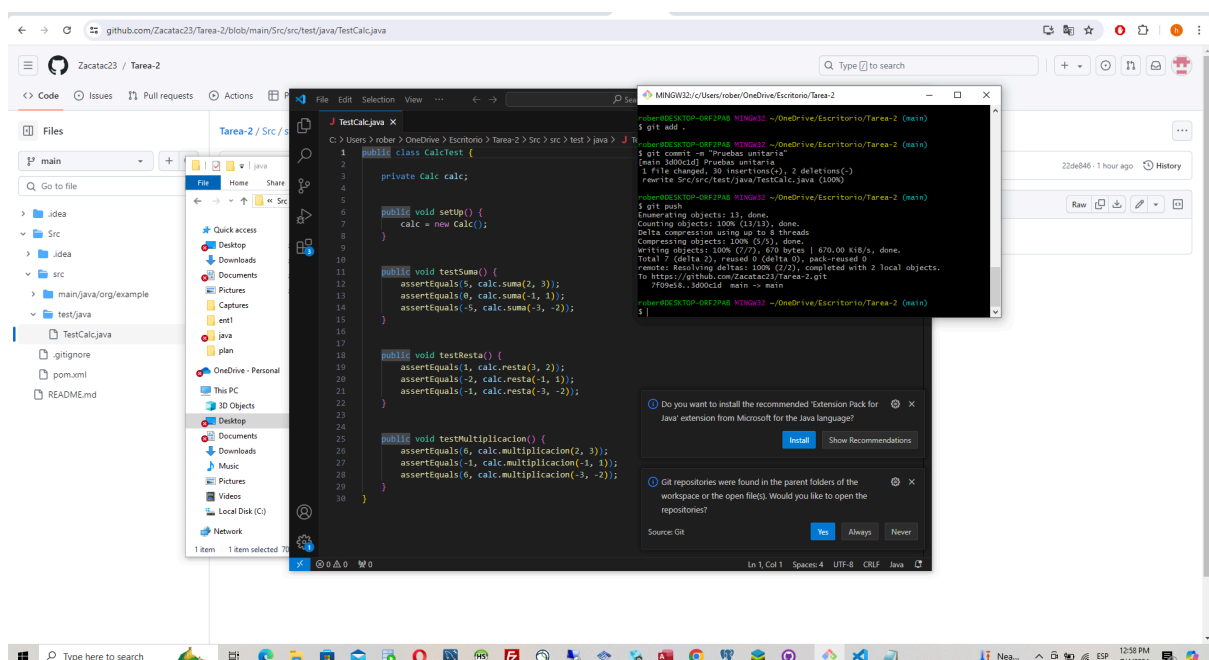 github.com/Zacatac23/Tarea-2/blob/main/Src/src/test/java/TestCalc.java
Zacatac23 / Tarea-2
Type / to search
Code Issues Pull requests Actions
Files
Tarea-2 / Src /
main
22de846 · 1 hour ago History
Go to file
Raw
.idea
Src
.idea
src
main/java/org/example
test/java
TestCalc.java
.gitignore
pom.xml
README.md
java
File Home Share
« Src
Quick access
Desktop
Downloads
Documents
Pictures
Captures
ent1
java
plan
OneDrive - Personal
This PC
3D Objects
Desktop
Documents
Downloads
Music
Pictures
Videos
Local Disk (C:)
Network
1 item 1 item selected
File Edit Selection View ···
TestCalc.java
C: > Users > rober > OneDrive > Escritorio > Tarea-2 > Src > src > test > java >
1 public class CalcTest {
2
3 private Calc calc;
4
5
6 public void setUp() {
7 calc = new Calc();
8 }
9
10
11 public void testSuma() {
12 assertEquals(5, calc.suma(2, 3));
13 assertEquals(0, calc.suma(-1, 1));
14 assertEquals(-5, calc.suma(-3, -2));
15 }
16
17
18 public void testResta() {
19 assertEquals(1, calc.resta(3, 2));
20 assertEquals(-2, calc.resta(-1, 1));
21 assertEquals(-1, calc.resta(-3, -2));
22 }
23
24
25 public void testMultiplicacion() {
26 assertEquals(6, calc.multiplicacion(2, 3));
27 assertEquals(-1, calc.multiplicacion(-1, 1));
28 assertEquals(6, calc.multiplicacion(-3, -2));
29 }
30 }
Do you want to install the recommended 'Extension Pack for
Java' extension from Microsoft for the Java language?
Install Show Recommendations
Git repositories were found in the parent folders of the
workspace or the open file(s). Would you like to open the
repositories?
Source: Git Yes Always Never
0 0 0
Ln 1, Col 1 Spaces: 4 UTF-8 CRLF Java
MINGW32:/c/Users/rober/OneDrive/Escritorio/Tarea-2
rober@DESKTOP-ORF2PAB MINGW32 ~/OneDrive/Escritorio/Tarea-2 (main)
$ git add .
rober@DESKTOP-ORF2PAB MINGW32 ~/OneDrive/Escritorio/Tarea-2 (main)
$ git commit -m "Pruebas unitaria"
[main 3d00c1d] Pruebas unitaria
1 file changed, 30 insertions(+), 2 deletions(-)
rewrite Src/src/test/java/TestCalc.java (100%)
rober@DESKTOP-ORF2PAB MINGW32 ~/OneDrive/Escritorio/Tarea-2 (main)
$ git push
Enumerating objects: 13, done.
Counting objects: 100% (13/13), done.
Delta compression using up to 8 threads
Compressing objects: 100% (5/5), done.
Writing objects: 100% (7/7), 670 bytes | 670.00 KiB/s, done.
Total 7 (delta 2), reused 0 (delta 0), pack-reused 0
remote: Resolving deltas: 100% (2/2), completed with 2 local objects.
To https://github.com/Zacatac23/Tarea-2.git
7f09e58..3d00c1d main -> main
rober@DESKTOP-ORF2PAB MINGW32 ~/OneDrive/Escritorio/Tarea-2 (main)
$
Type here to search
Nea...
ESP
12:58 PM